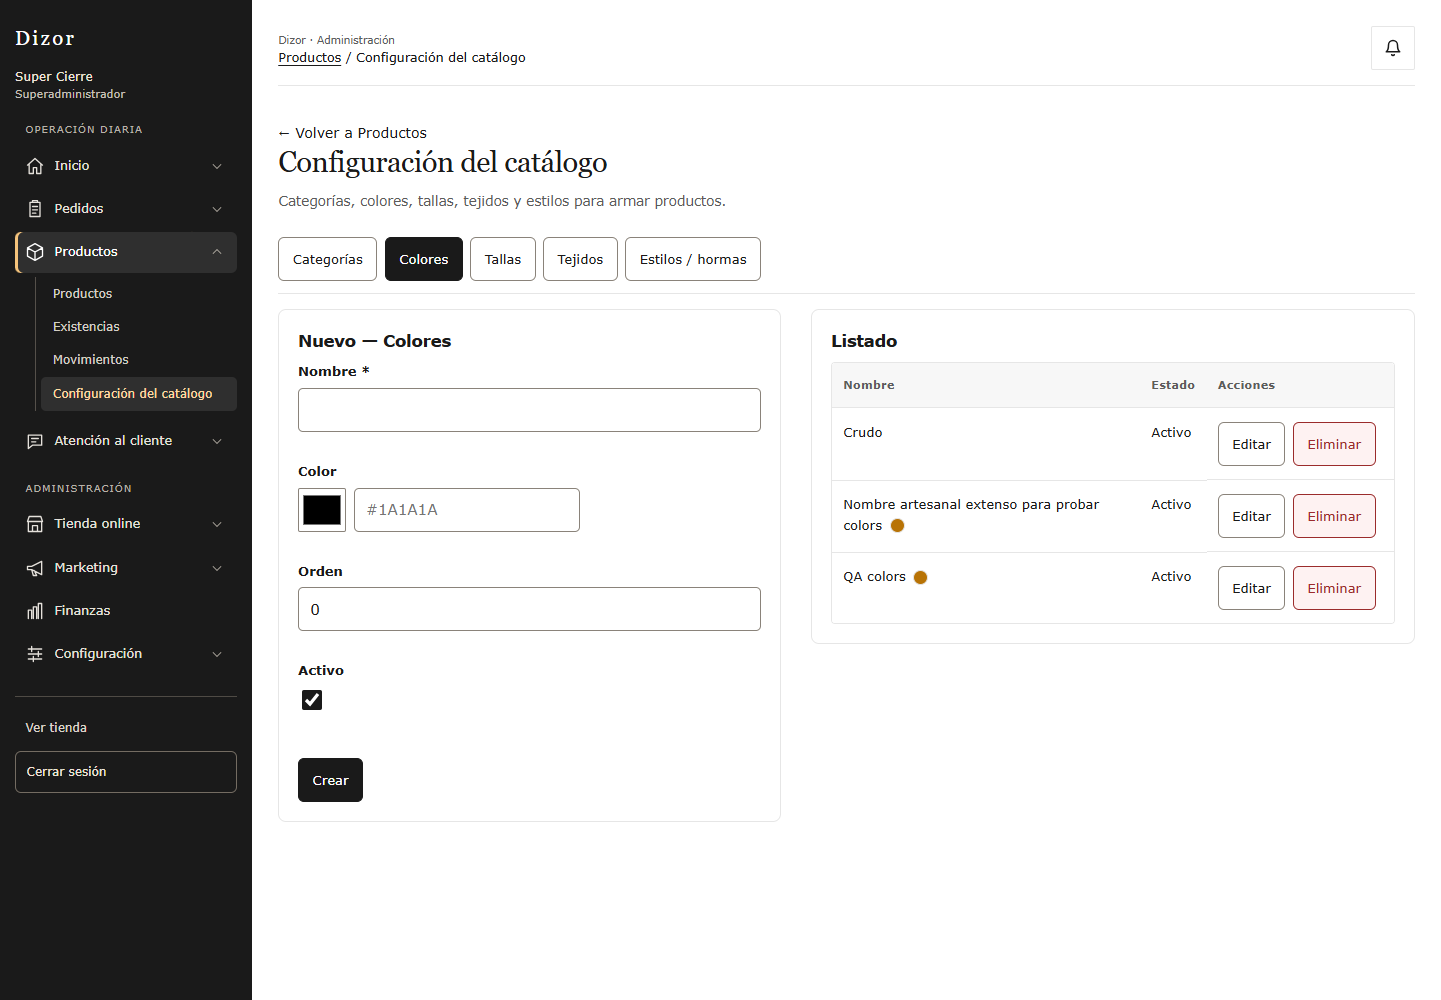 Dizor
Super Cierre
Superadministrador
OPERACIÓN DIARIA
Inicio
Pedidos
Productos
Productos
Existencias
Movimientos
Configuración del catálogo
Atención al cliente
ADMINISTRACIÓN
Tienda online
Marketing
Finanzas
Configuración
Ver tienda
Cerrar sesión
Dizor · Administración
Productos / Configuración del catálogo
← Volver a Productos
Configuración del catálogo
Categorías, colores, tallas, tejidos y estilos para armar productos.
Categorías Colores Tallas Tejidos Estilos / hormas
Nuevo — Colores
Nombre *
Color
#1A1A1A
Orden
0
Activo
Crear
Listado
Nombre Estado Acciones
Crudo Activo Editar Eliminar
Nombre artesanal extenso para probar
colors Activo Editar Eliminar
QA colors Activo Editar Eliminar